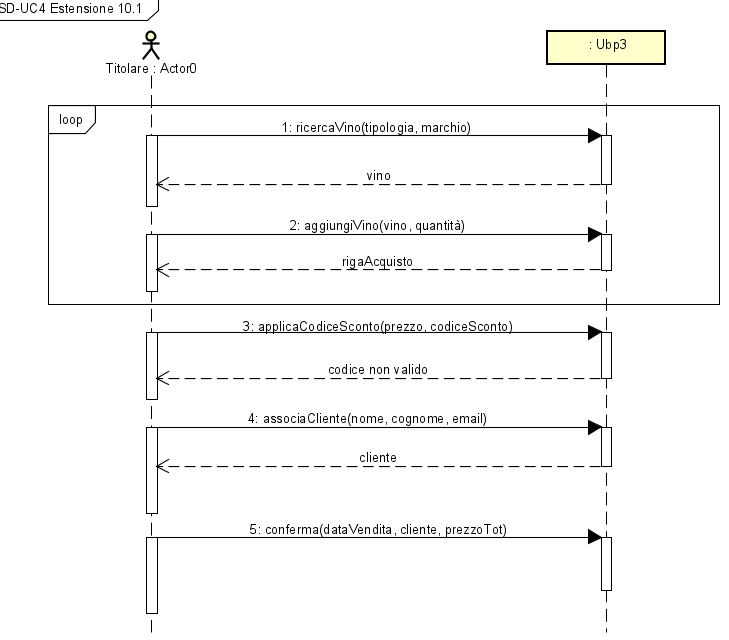 SD-UC4 Estensione 10.1
Titolare : Actor0
: Ubp3
loop
1: ricercaVino(tipologia, marchio)
vino
2: aggiungiVino(vino, quantità)
rigaAcquisto
3: applicaCodiceSconto(prezzo, codiceSconto)
codice non valido
4: associaCliente(nome, cognome, email)
cliente
5: conferma(dataVendita, cliente, prezzoTot)